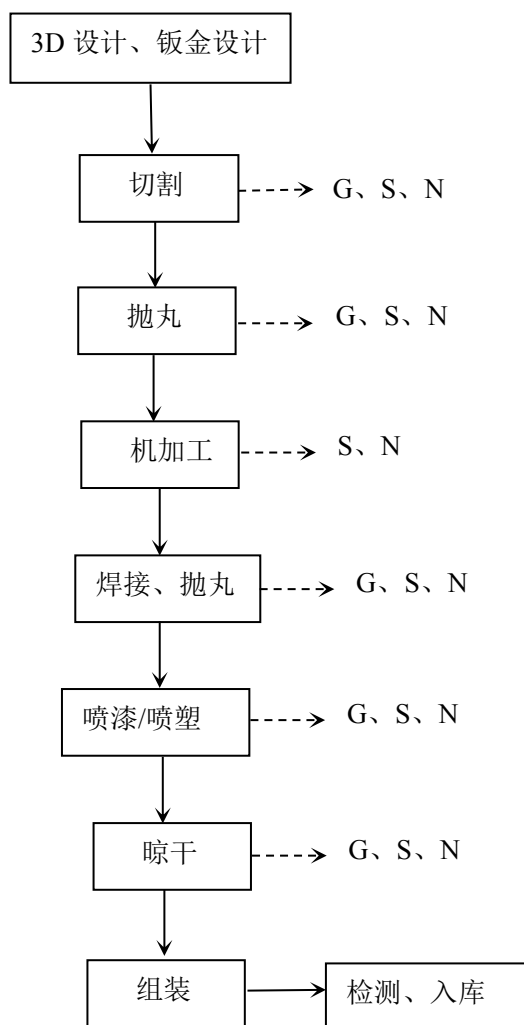 3D 设计、钣金设计
切割
G、S、N
抛丸
G、S、N
机加工
S、N
焊接、抛丸
G、S、N
喷漆/喷塑
G、S、N
晾干
G、S、N
组装
检测、入库